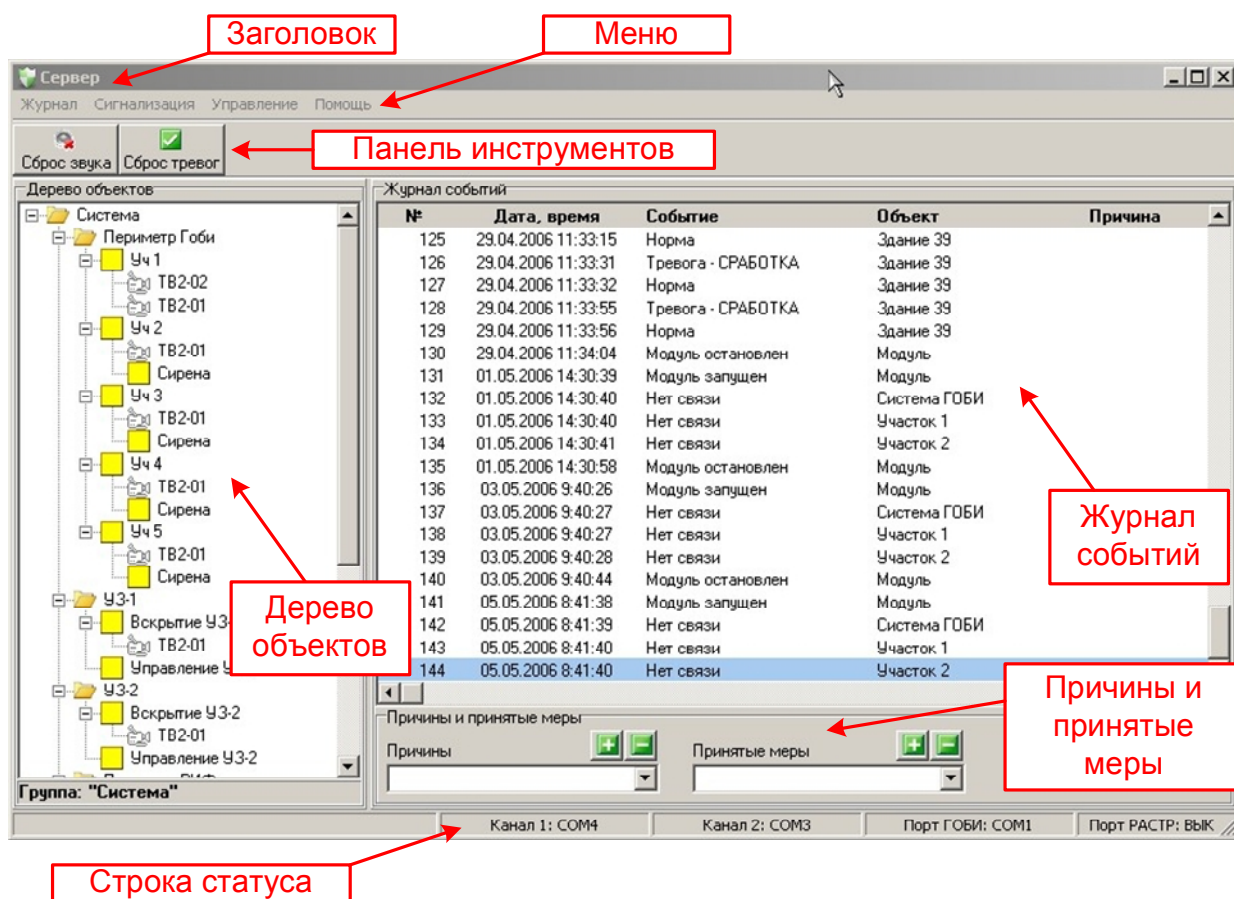 Заголовок
Меню
Сервер
Журнал Сигнализация Управление Помощь
Сброс звука Сброс тревог
Панель инструментов
Дерево объектов
Система
Периметр Гоби
Уч 1
ТВ2-02
ТВ2-01
Уч 2
ТВ2-01
Сирена
Уч 3
ТВ2-01
Сирена
Уч 4
ТВ2-01
Сирена
Уч 5
ТВ2-01
Сирена
УЗ-1
Вскрытие УЗ-
ТВ2-01
Управление У
УЗ-2
Вскрытие УЗ-2
ТВ2-01
Управление УЗ-2
Группа: "Система"
Дерево
объектов
Журнал событий
№ Дата, время Событие Объект Причина
125 29.04.2006 11:33:15 Норма Здание 39
126 29.04.2006 11:33:31 Тревога - СРАБОТКА Здание 39
127 29.04.2006 11:33:32 Норма Здание 39
128 29.04.2006 11:33:55 Тревога - СРАБОТКА Здание 39
129 29.04.2006 11:33:56 Норма Здание 39
130 29.04.2006 11:34:04 Модуль остановлен Модуль
131 01.05.2006 14:30:39 Модуль запущен Модуль
132 01.05.2006 14:30:40 Нет связи Система ГОБИ
133 01.05.2006 14:30:40 Нет связи Участок 1
134 01.05.2006 14:30:41 Нет связи Участок 2
135 01.05.2006 14:30:58 Модуль остановлен Модуль
136 03.05.2006 9:40:26 Модуль запущен Модуль
137 03.05.2006 9:40:27 Нет связи Система ГОБИ
138 03.05.2006 9:40:27 Нет связи Участок 1
139 03.05.2006 9:40:28 Нет связи Участок 2
140 03.05.2006 9:40:44 Модуль остановлен Модуль
141 05.05.2006 8:41:38 Модуль запущен Модуль
142 05.05.2006 8:41:39 Нет связи Система ГОБИ
143 05.05.2006 8:41:40 Нет связи Участок 1
144 05.05.2006 8:41:40 Нет связи Участок 2
Журнал
событий
Причины и принятые меры
Причины Принятые меры
Причины и
принятые
меры
Канал 1: COM4 Канал 2: COM3 Порт ГОБИ: COM1 Порт РАСТР: ВЫК
Строка статуса